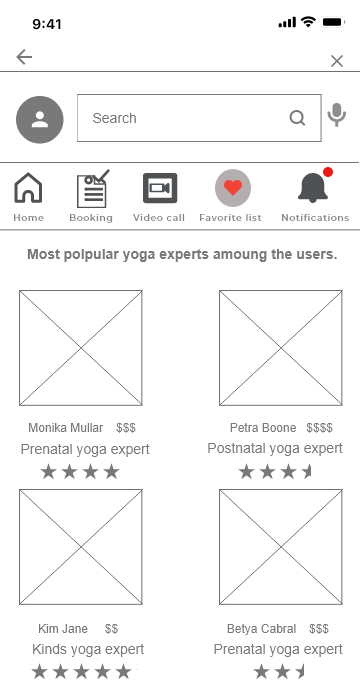 9:41
Search
Home Booking Video call Favorite list Notifications
Most polpular yoga experts amoung the users.
Monika Mullar $$$ Petra Boone $$$$
Prenatal yoga expert Postnatal yoga expert
Kim Jane $$ Betya Cabral $$$
Kinds yoga expert Prenatal yoga expert